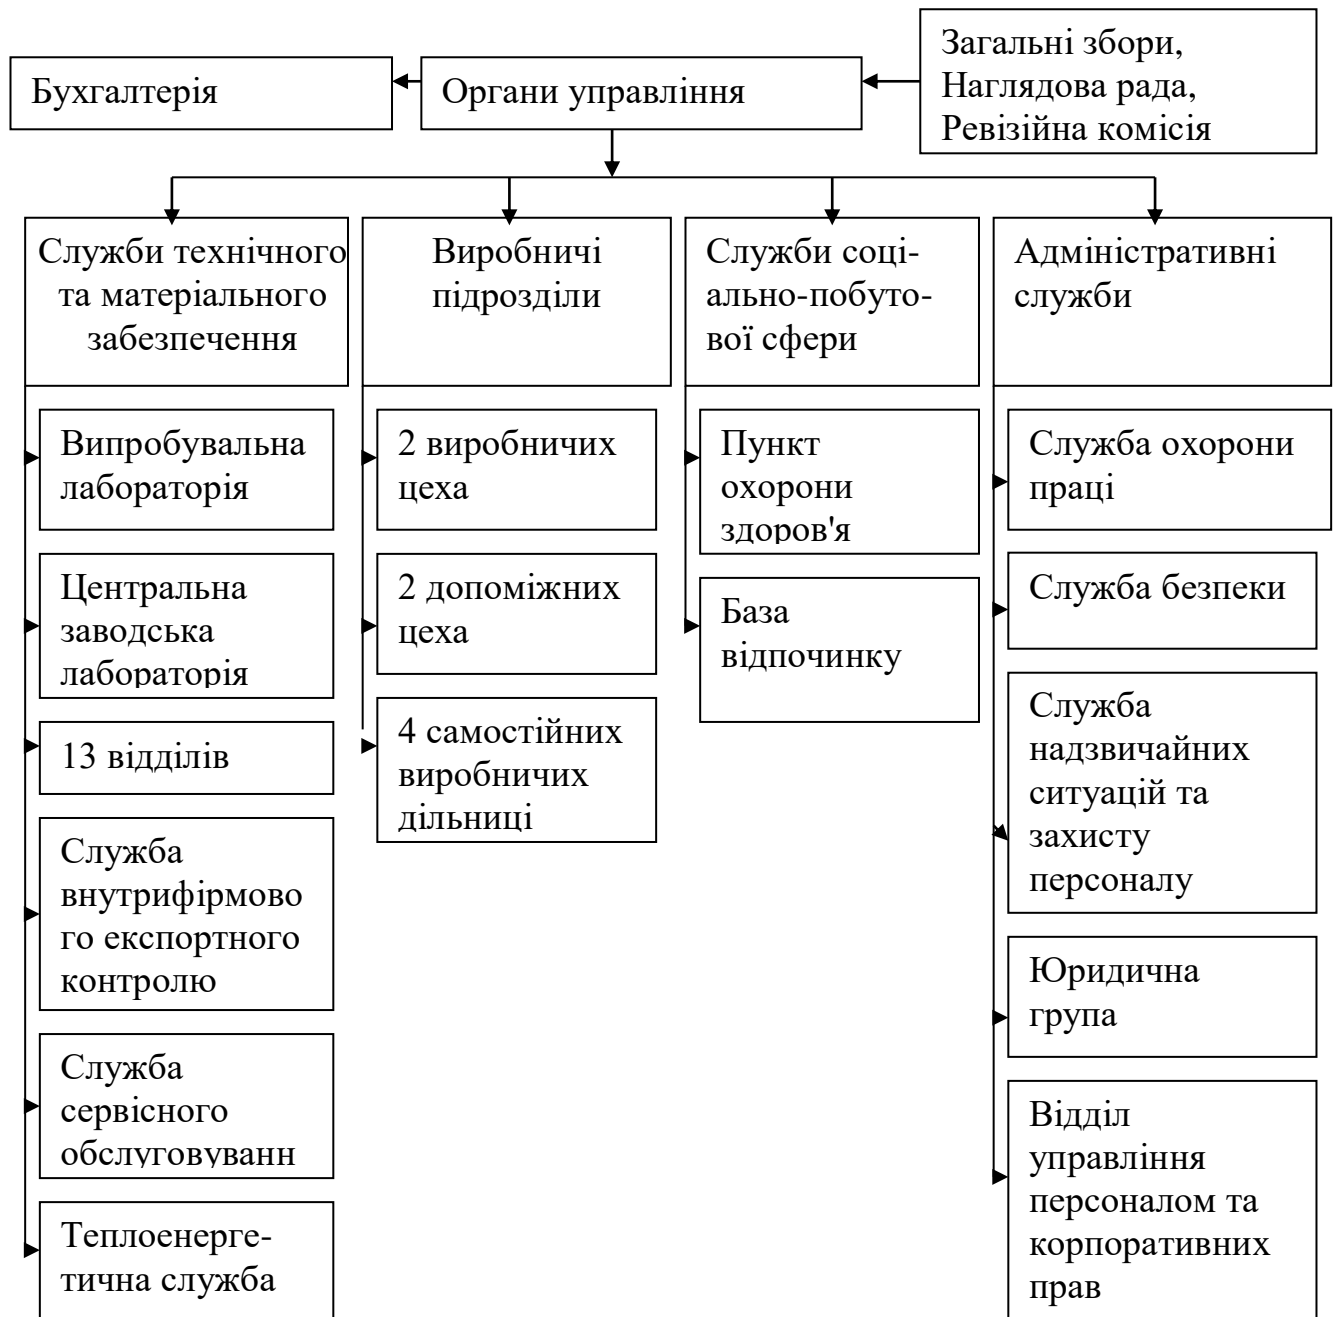 Бухгалтерія
Органи управління
Загальні збори,
Наглядова рада,
Ревізійна комісія
Служби технічного
та матеріального
забезпечення
Випробувальна
лабораторія
Центральна
заводська
лабораторія
13 відділів
Служба
внутрифірмово
го експортного
контролю
Служба
сервісного
обслуговуванн
Теплоенерге-
тична служба
Виробничі
підрозділи
2 виробничих
цеха
2 допоміжних
цеха
4 самостійних
виробничих
дільниці
Служби соці-
ально-побуто-
вої сфери
Пункт
охорони
здоров'я
База
відпочинку
Адміністративні
служби
Служба охорони
праці
Служба безпеки
Служба
надзвичайних
ситуацій та
захисту
персоналу
Юридична
група
Відділ
управління
персоналом та
корпоративних
прав